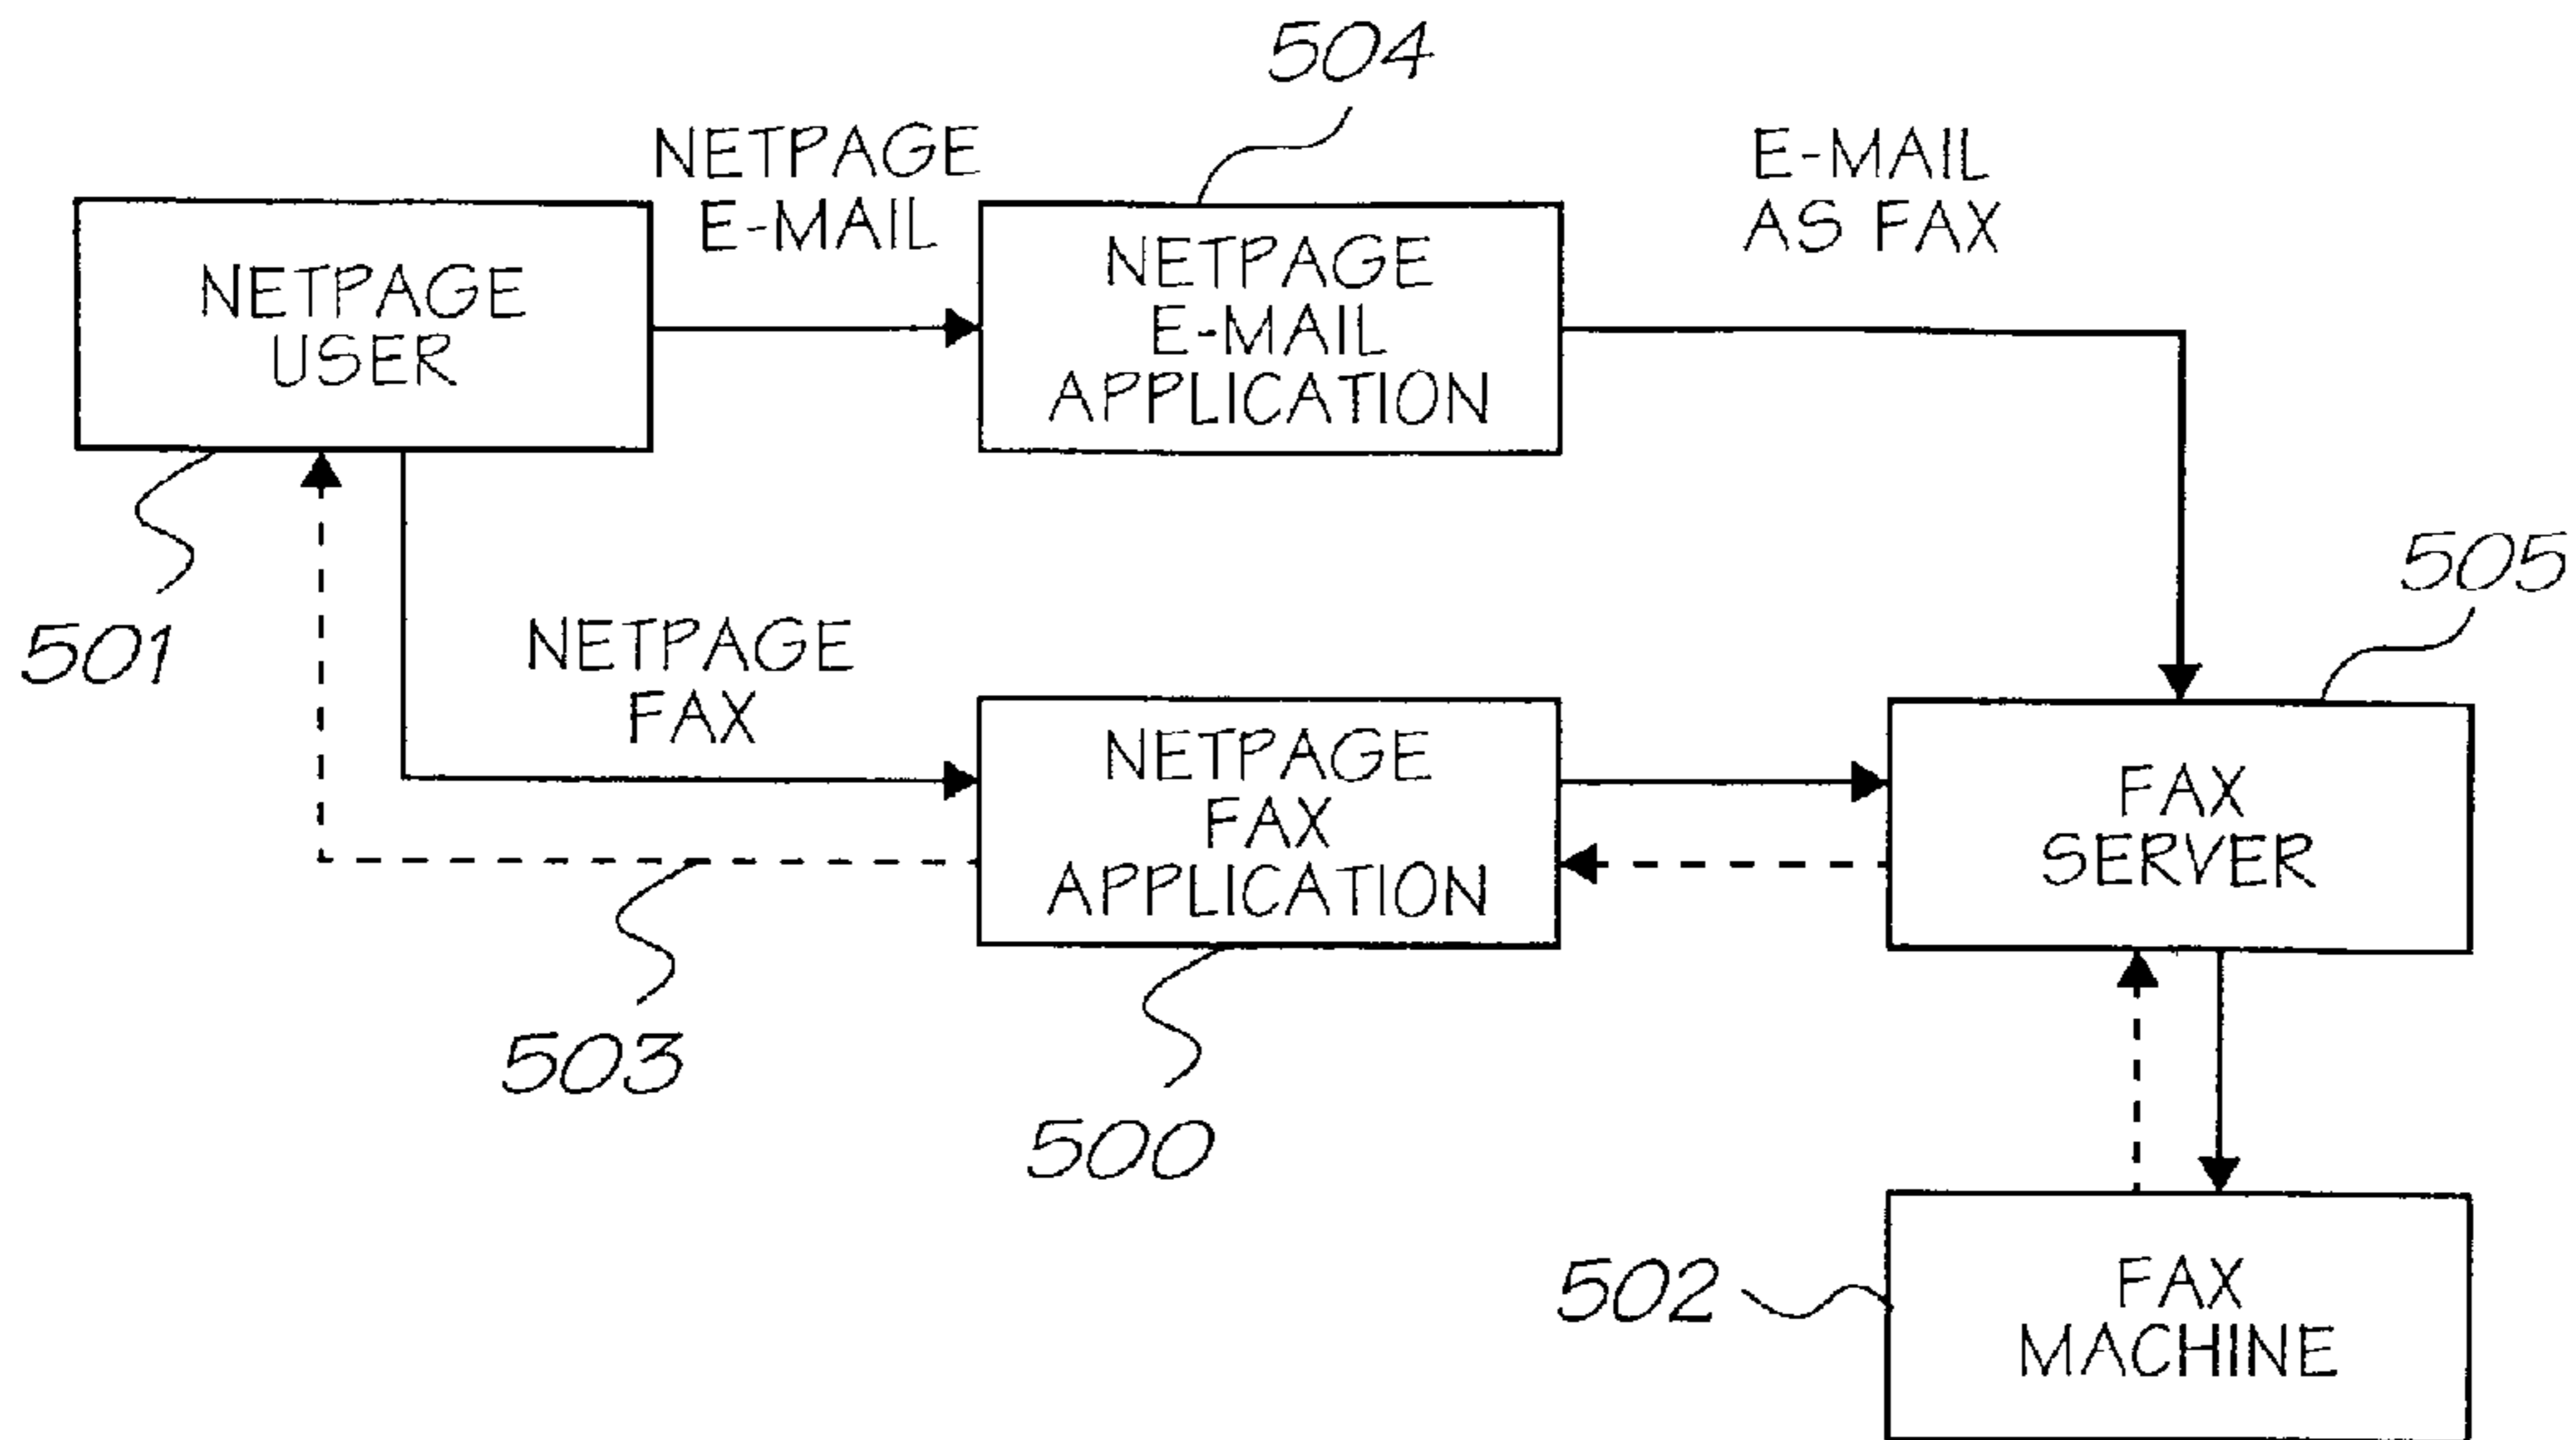 504
NETPAGE
E-MAIL
E-MAIL
AS FAX
NETPAGE
USER
NETPAGE
E-MAIL
APPLICATION
501
NETPAGE
FAX
505
NETPAGE
FAX
APPLICATION
FAX
SERVER
503
500
502
FAX
MACHINE